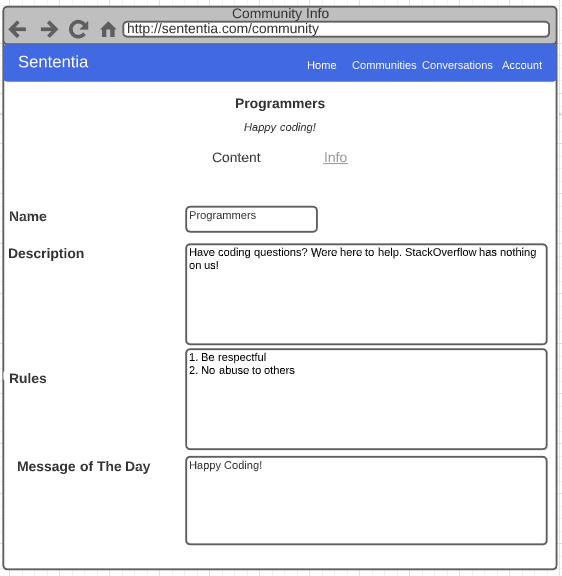 Community Info
http://sententia.com/community
Sententia
Home Communities Conversations Account
Programmers
Happy coding!
Content Info
Name
Programmers
Description
Have coding questions? Were here to help. StackOverflow has nothing
on us!
Rules
1. Be respectful
2. No abuse to others
Message of The Day
Happy Coding!